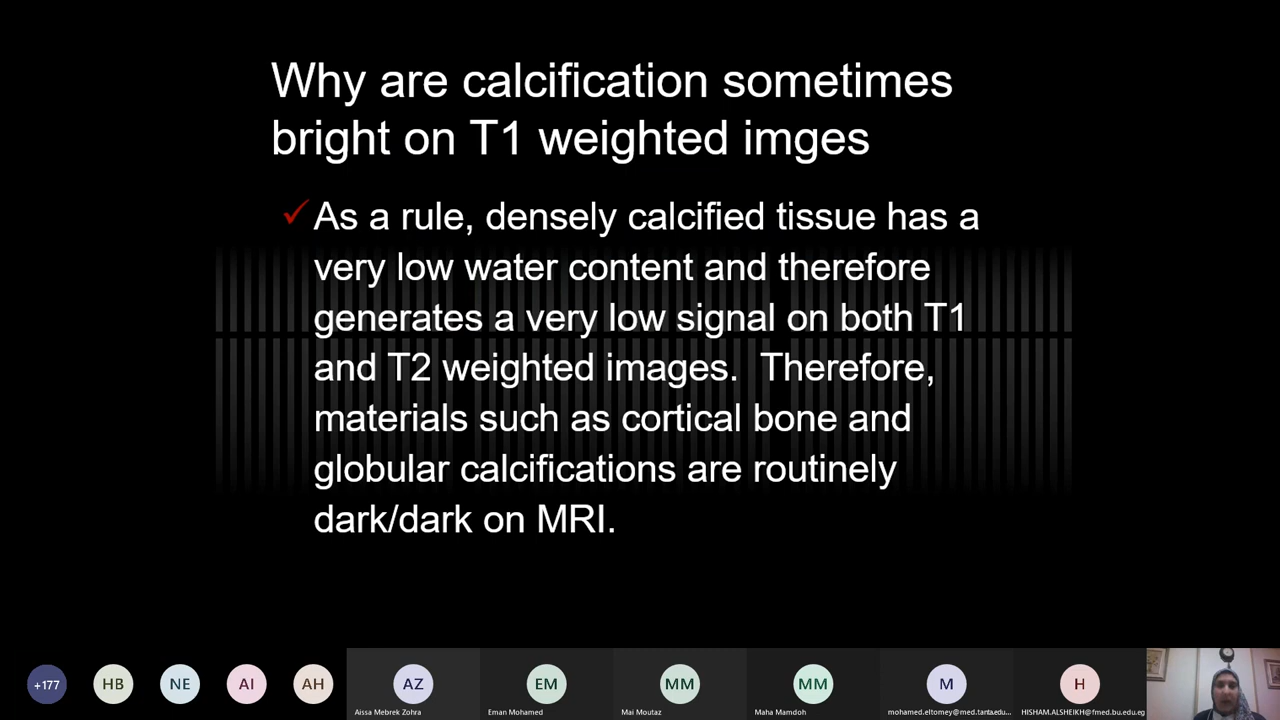 Why are calcification sometimes
bright on T1 weighted imges
✓ As a rule, densely calcified tissue has a
very low water content and therefore
generates a very low signal on both T1
and T2 weighted images. Therefore,
materials such as cortical bone and
globular calcifications are routinely
dark/dark on MRI.
+177
HB
NE
AI
AH
AZ
EM
MM
MM
M
H
Aissa Mebrek Zohra
Eman Mohamed
Mai Moutaz
Maha Mamdoh
mohamed.eltomey@med.tanta.edu...
HISHAM.ALSHEIKH@fmed.bu.edu.eg